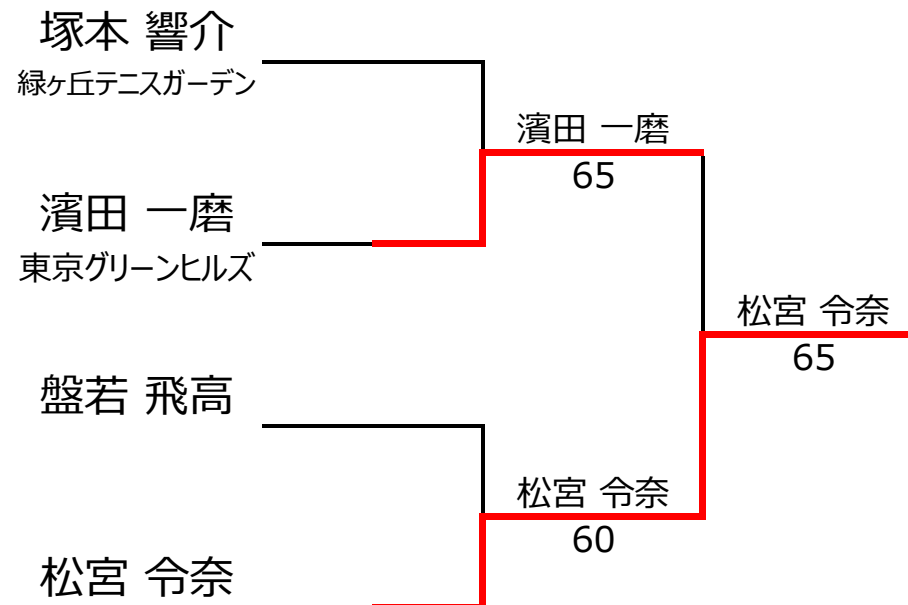 塚本 響介
緑ヶ丘テニスガーデン
濱田 一磨
65
濱田 一磨
東京グリーンヒルズ
松宮 令奈
65
盤若 飛高
松宮 令奈
60
松宮 令奈